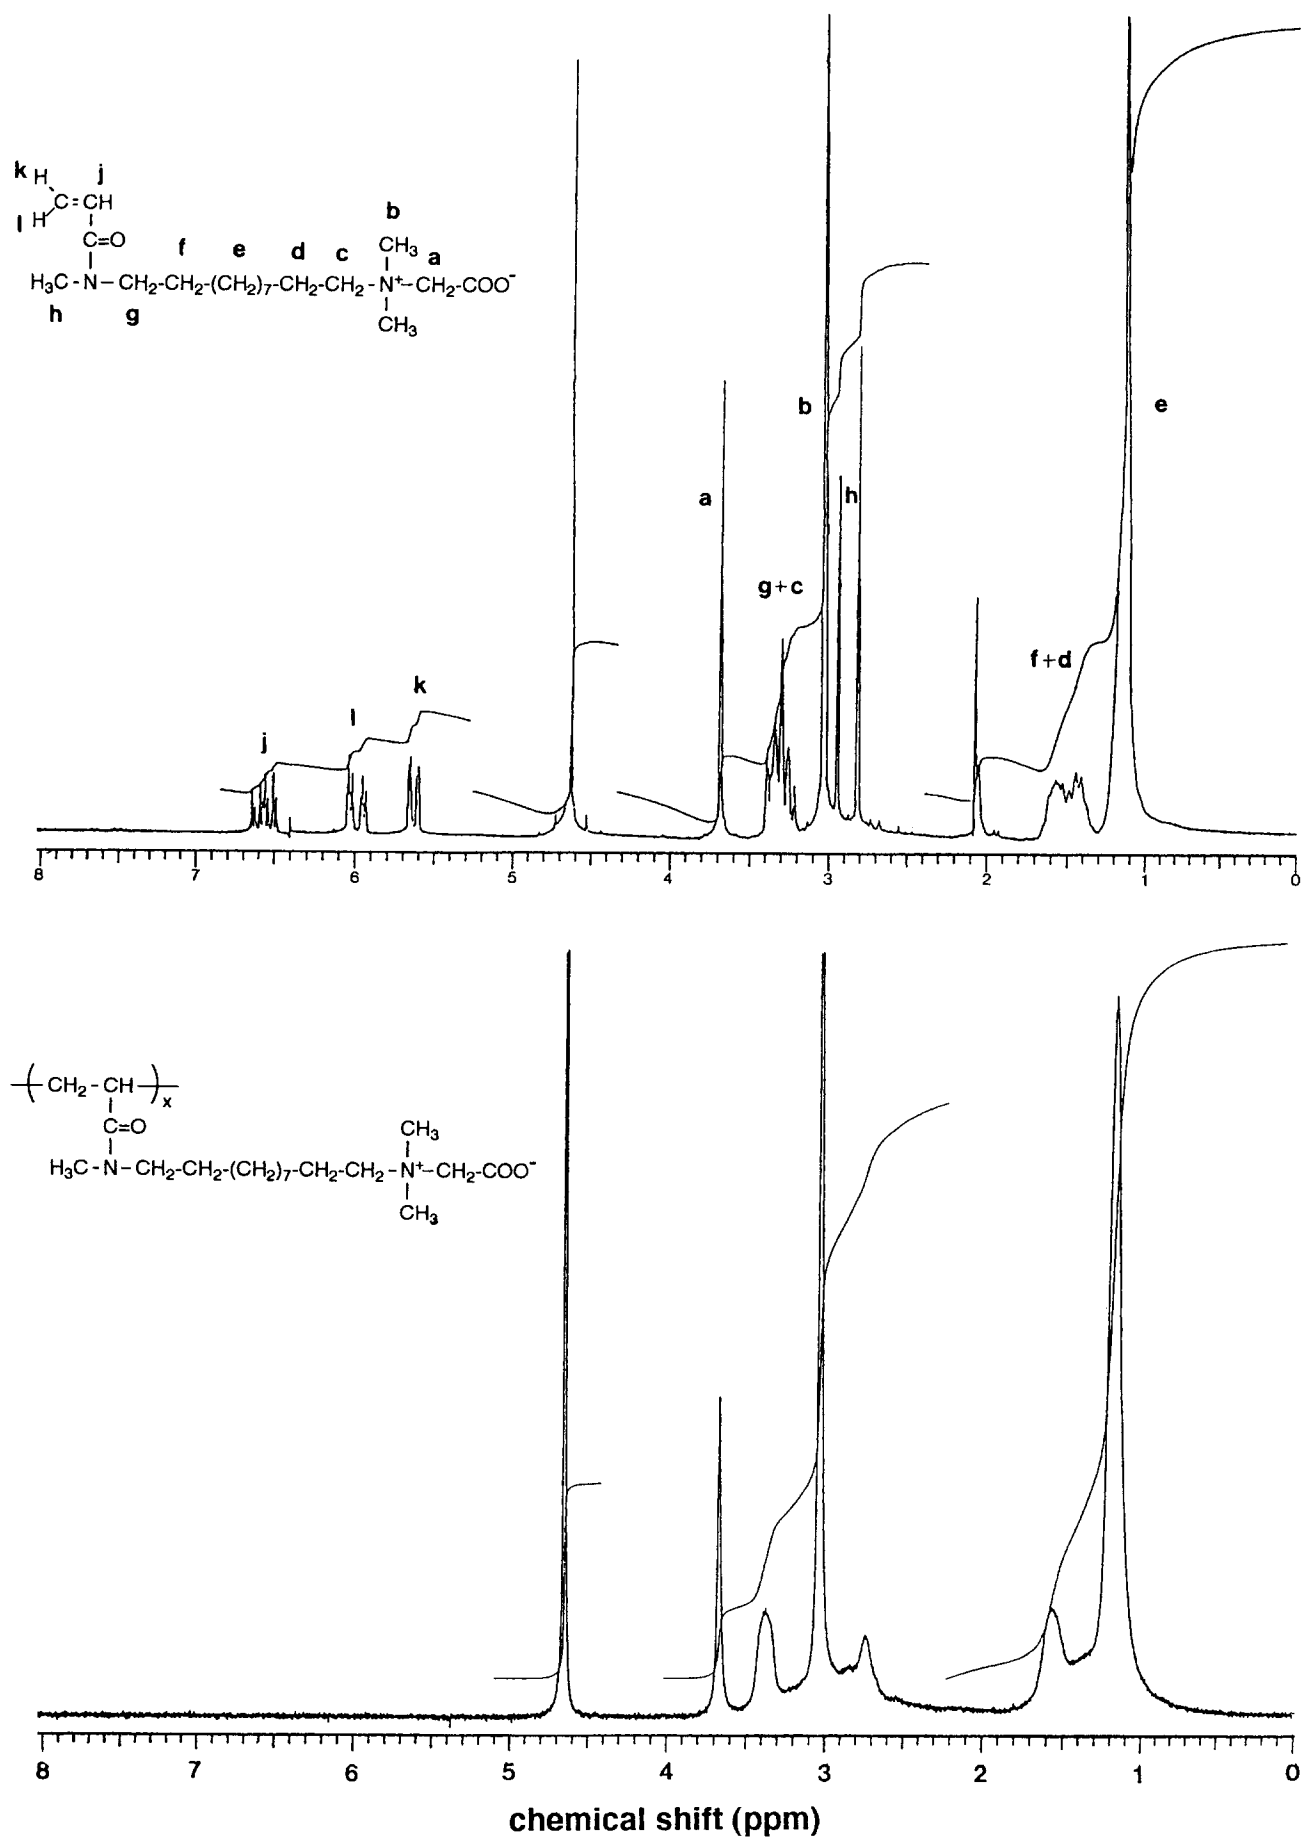 k H
j
C=CH
l H
C=O
b
f e d c
CH₃
a
H₃C-N-CH₂-CH₂-(CH₂)₇-CH₂-CH₂-N⁺-CH₂-COO⁻
h g
CH₃
b
e
a
h
g+c
f+d
k
l
j
8 7 6 5 4 3 2 1 0
-(CH₂-CH-)x
C=O
CH₃
H₃C-N-CH₂-CH₂-(CH₂)₇-CH₂-CH₂-N⁺-CH₂-COO⁻
CH₃
8 7 6 5 4 3 2 1 0
chemical shift (ppm)